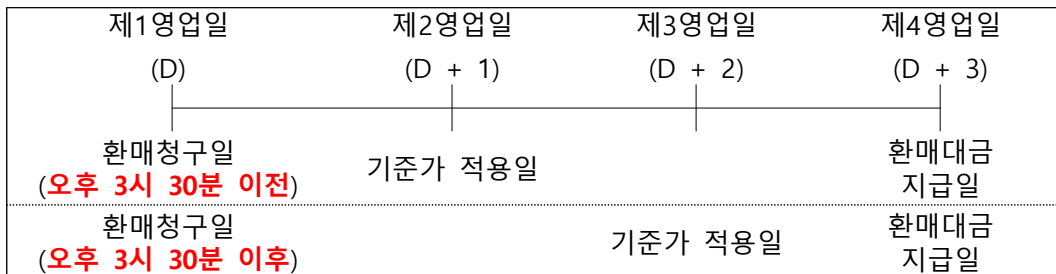 제1영업일 제2영업일 제3영업일 제4영업일
(D) (D + 1) (D + 2) (D + 3)
환매청구일
(오후 3시 30분 이전)
기준가 적용일
환매대금
지급일
환매청구일
(오후 3시 30분 이후)
기준가 적용일
환매대금
지급일